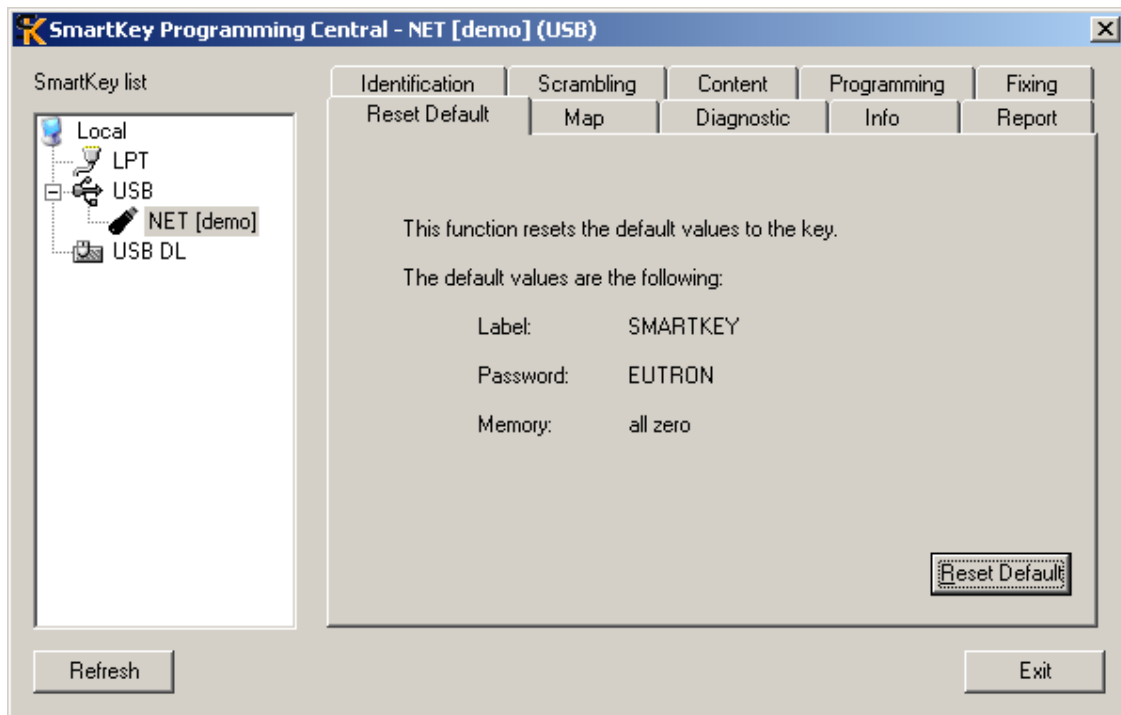 SmartKey Programming Central - NET [demo] (USB)
SmartKey list
Local
LPT
USB
NET [demo]
USB DL
Identification Scrambling Content Programming Fixing
Reset Default Map Diagnostic Info Report
This function resets the default values to the key.
The default values are the following:
Label: SMARTKEY
Password: EUTRON
Memory: all zero
Reset Default
Refresh
Exit